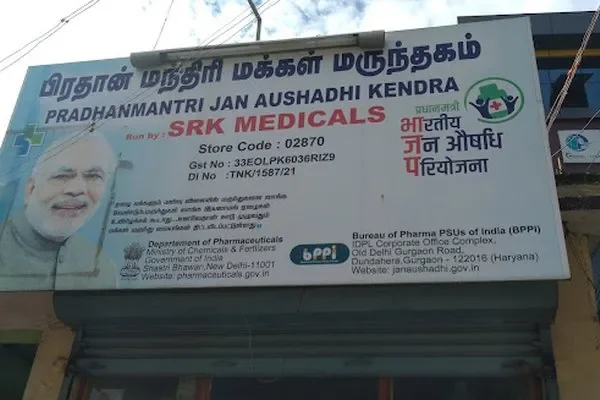 பிரதான் மந்திரி மக்கள் மருந்தகம்
PRADHANMANTRI JAN AUSHADHI KENDRA
Run by : SRK MEDICALS
Store Code : 02870
Gst No : 33EOLPK6036RIZ9
Dl No : TNK/1587/21
प्रधानमंत्री
भारतीय
जन औषधि
परियोजना
Departement of Pharmaceuticals
Ministry of Chemicals & Fertilizers
Government of India
Shastri Bhawan,New Delhi-11001
Website : pharmaceuticals.gov.in
BPPI
Bureau of Pharma PSUs of India (BPPI)
IDPL Corporate Office Complex,
Old Delhi Gurgaon Road,
Dundahera,Gurgaon - 122016 (Haryana)
Website: janaushadhi.gov.in